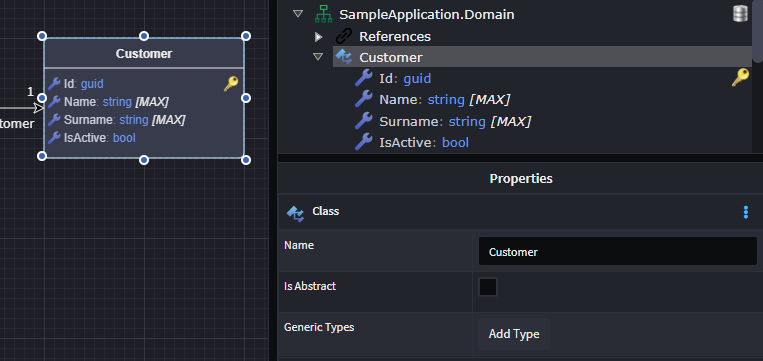 Customer
Id: guid
1
Name: string [MAX]
Surname: string [MAX]
tomer
IsActive: bool
SampleApplication.Domain
References
Customer
Id: guid
Name: string [MAX]
Surname: string [MAX]
IsActive: bool
Properties
Class
Name
Customer
Is Abstract
Generic Types
Add Type